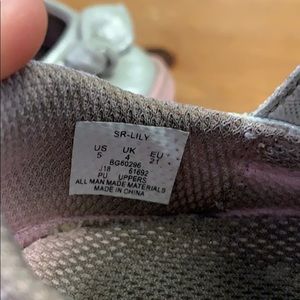 SR-LILY
US UK EU
5 4 21
BG60296
J18 61692
PU UPPERS
ALL MAN MADE MATERIALS
MADE IN CHINA